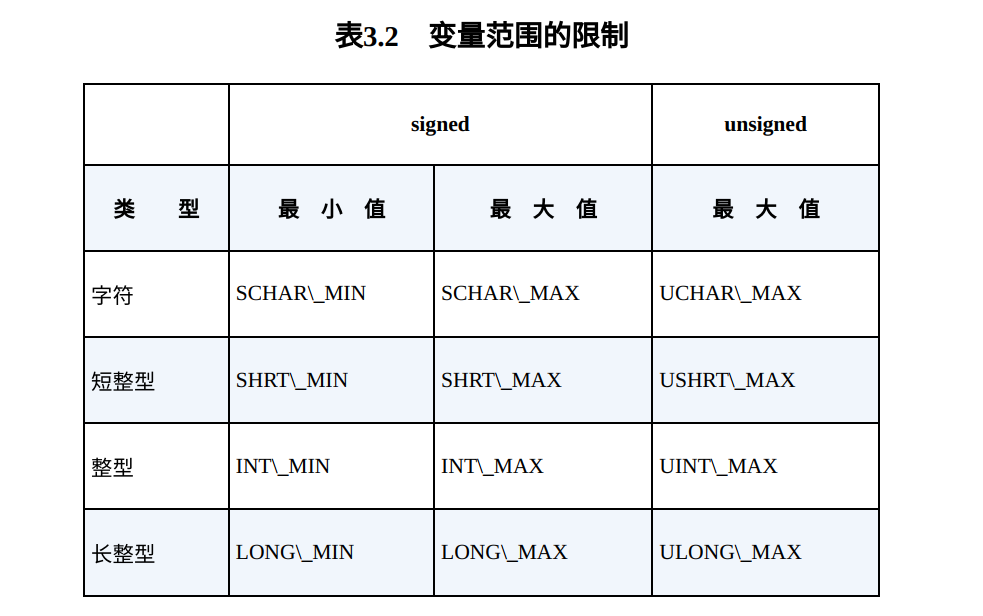 表3.2 变量范围的限制
signed unsigned
类 型 最 小 值 最 大 值 最 大 值
字符 SCHAR\_MIN SCHAR\_MAX UCHAR\_MAX
短整型 SHRT\_MIN SHRT\_MAX USHRT\_MAX
整型 INT\_MIN INT\_MAX UINT\_MAX
长整型 LONG\_MIN LONG\_MAX ULONG\_MAX